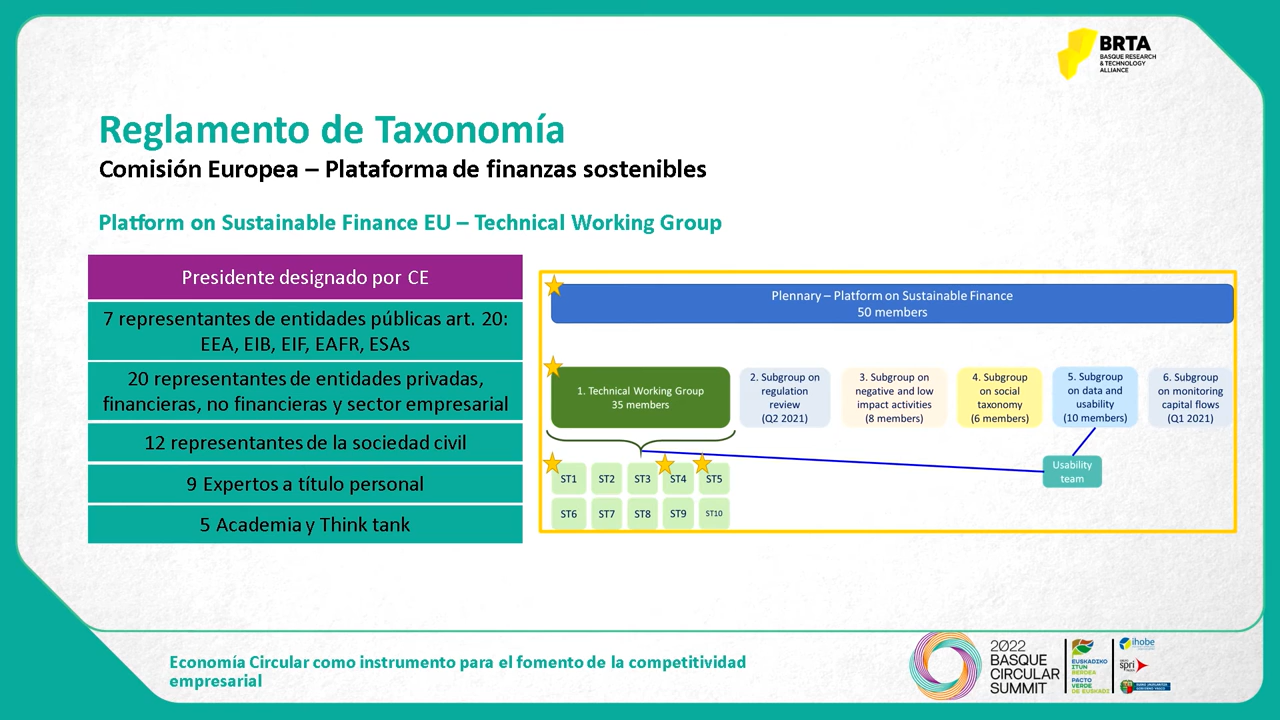 BRTA
BASQUE RESEARCH
& TECHNOLOGY
ALLIANCE
Reglamento de Taxonomía
Comisión Europea – Plataforma de finanzas sostenibles
Platform on Sustainable Finance EU – Technical Working Group
Presidente designado por CE
7 representantes de entidades públicas art. 20:
EEA, EIB, EIF, EAFR, ESAs
20 representantes de entidades privadas,
financieras, no financieras y sector empresarial
12 representantes de la sociedad civil
9 Expertos a título personal
5 Academia y Think tank
Plennary – Platform on Sustainable Finance
50 members
1. Technical Working Group
35 members
2. Subgroup on
regulation
review
(Q2 2021)
3. Subgroup on
negative and low
impact activities
(8 members)
4. Subgroup
on social
taxonomy
(6 members)
5. Subgroup
on data and
usability
(10 members)
6. Subgroup
on monitoring
capital flows
(Q1 2021)
ST1 ST2 ST3 ST4 ST5
ST6 ST7 ST8 ST9 ST10
Usability
team
Economía Circular como instrumento para el fomento de la competitividad
empresarial
2022
BASQUE
CIRCULAR
SUMMIT
EUSKADIKO
ITUN
BERDEA
PACTO
VERDE
DE EUSKADI
ihobe
spri